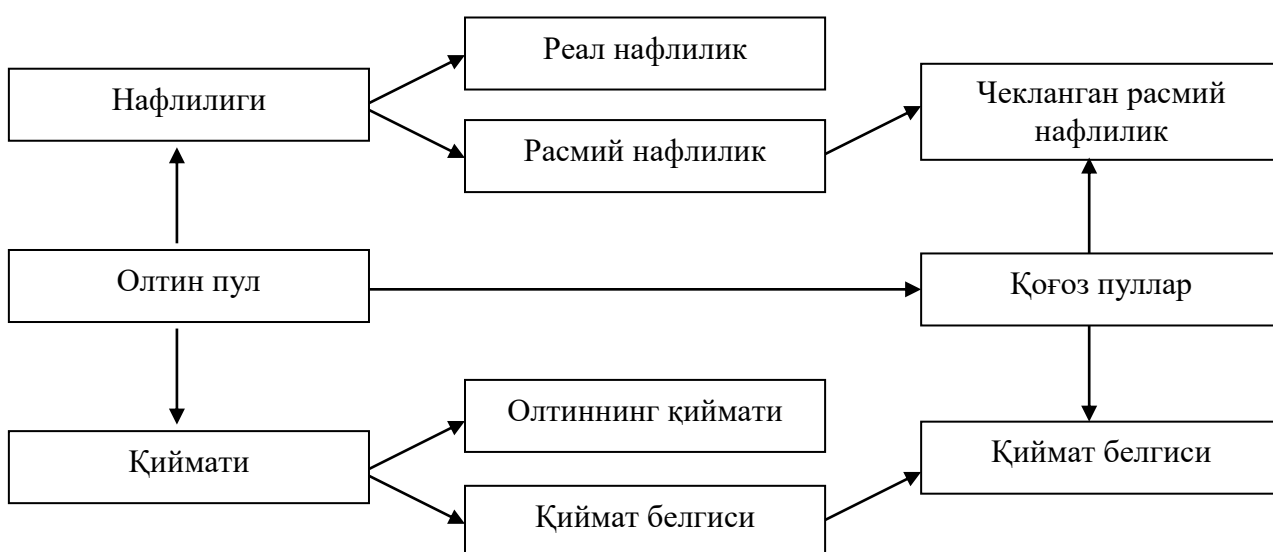 Реал нафлилик
Нафлилиги
Чекланган расмий
нафлилик
Расмий нафлилик
Олтин пул
Қоғоз пуллар
Олтиннинг қиймати
Қиймати
Қиймат белгиси
Қиймат белгиси